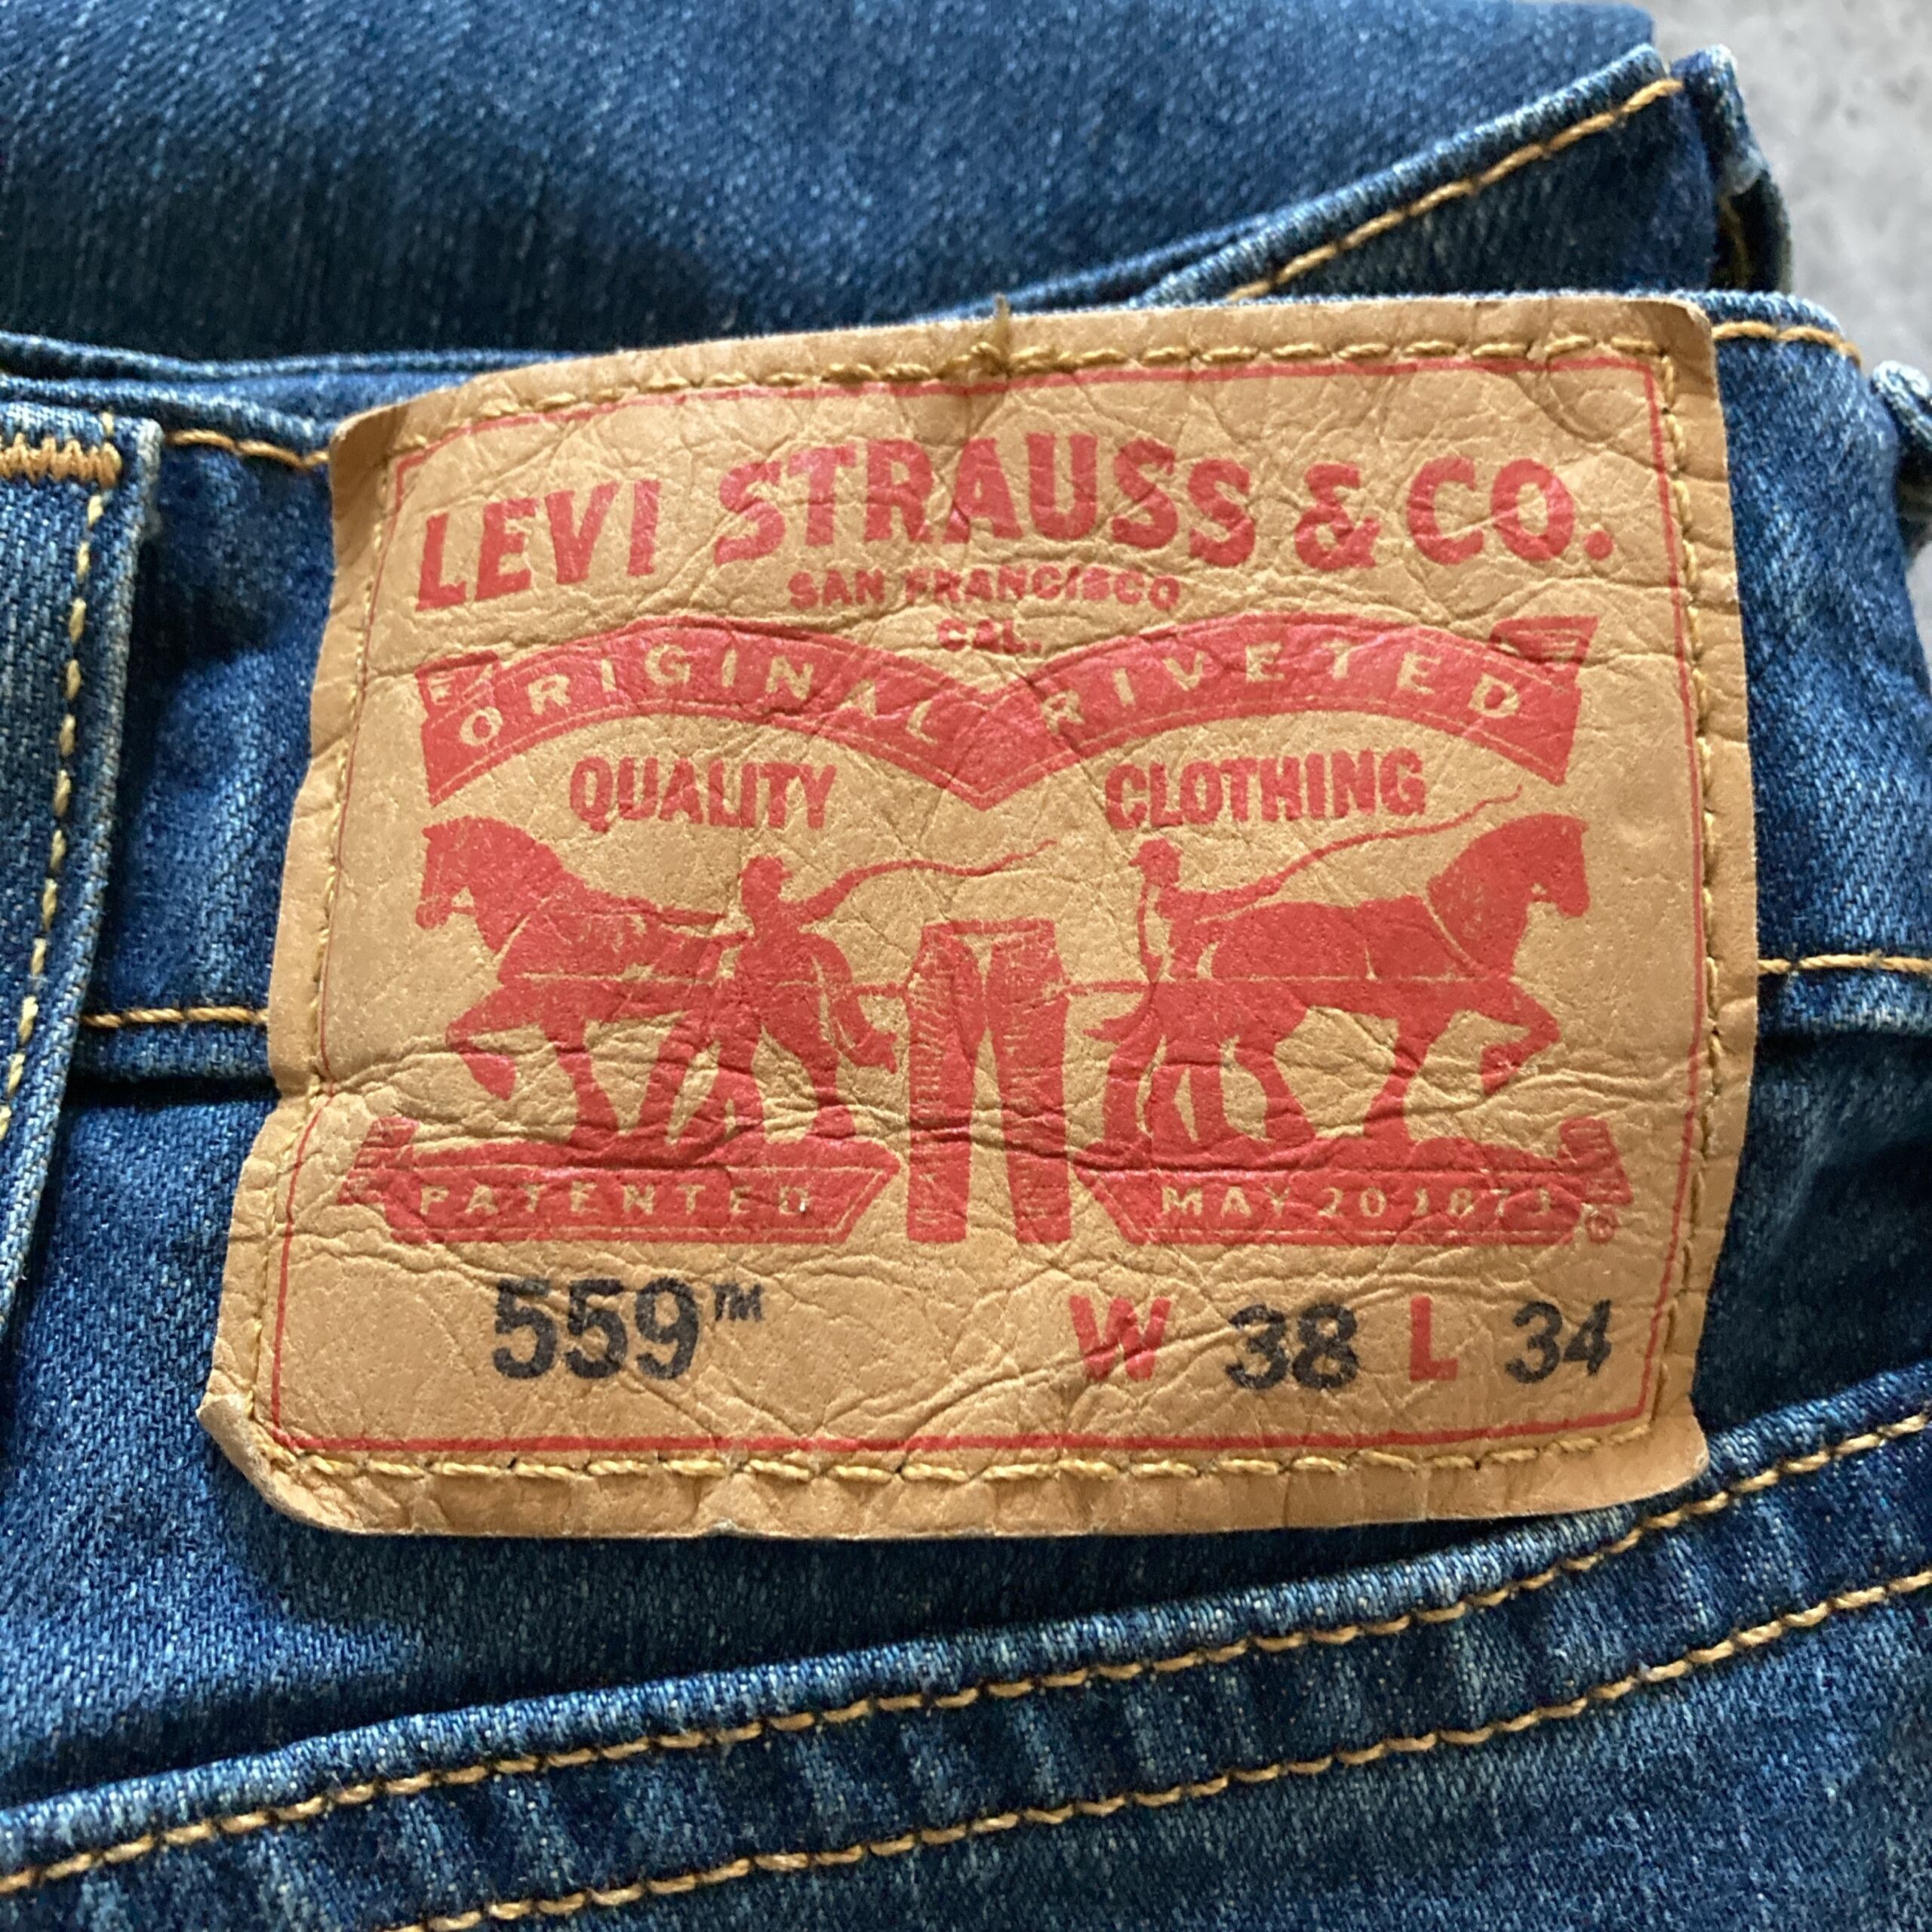 LEVI STRAUSS & CO.
SAN FRANCISCO
CAL.
ORIGINAL RIVETED
QUALITY CLOTHING
PATENTED MAY 20 1873 ®
559™ W 38 L 34